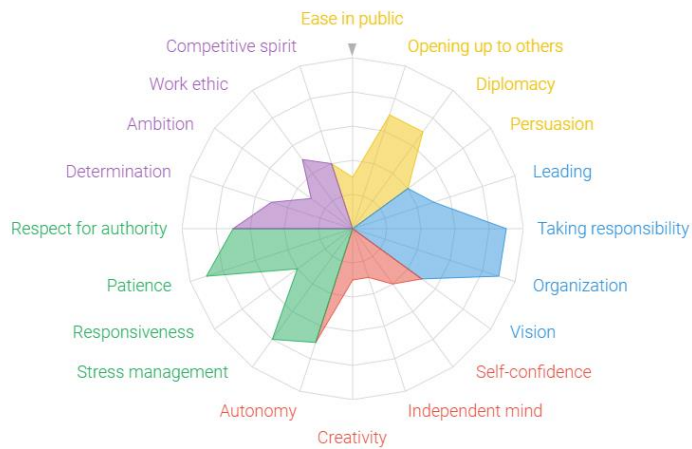 Ease in public
Competitive spirit
Opening up to others
Work ethic
Diplomacy
Ambition
Persuasion
Determination
Leading
Respect for authority
Taking responsibility
Patience
Organization
Responsiveness
Vision
Stress management
Self-confidence
Autonomy
Independent mind
Creativity